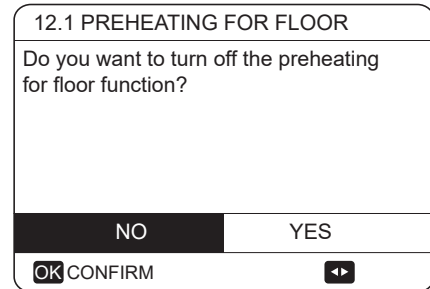 12.1 PREHEATING FOR FLOOR
Do you want to turn off the preheating
for floor function?
NO YES
OK CONFIRM